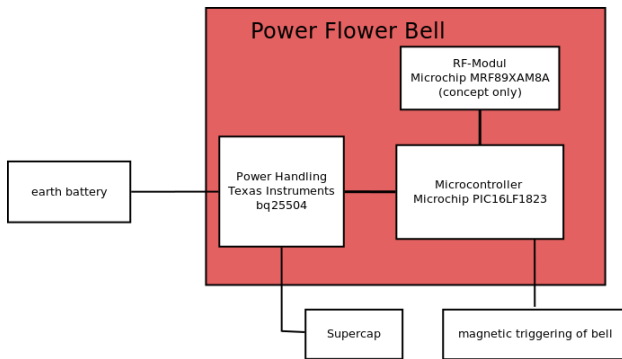 Power Flower Bell
RF-Modul
Microchip MRF89XAM8A
(concept only)
Power Handling
Texas Instruments
bq25504
Microcontroller
Microchip PIC16LF1823
earth battery
Supercap
magnetic triggering of bell